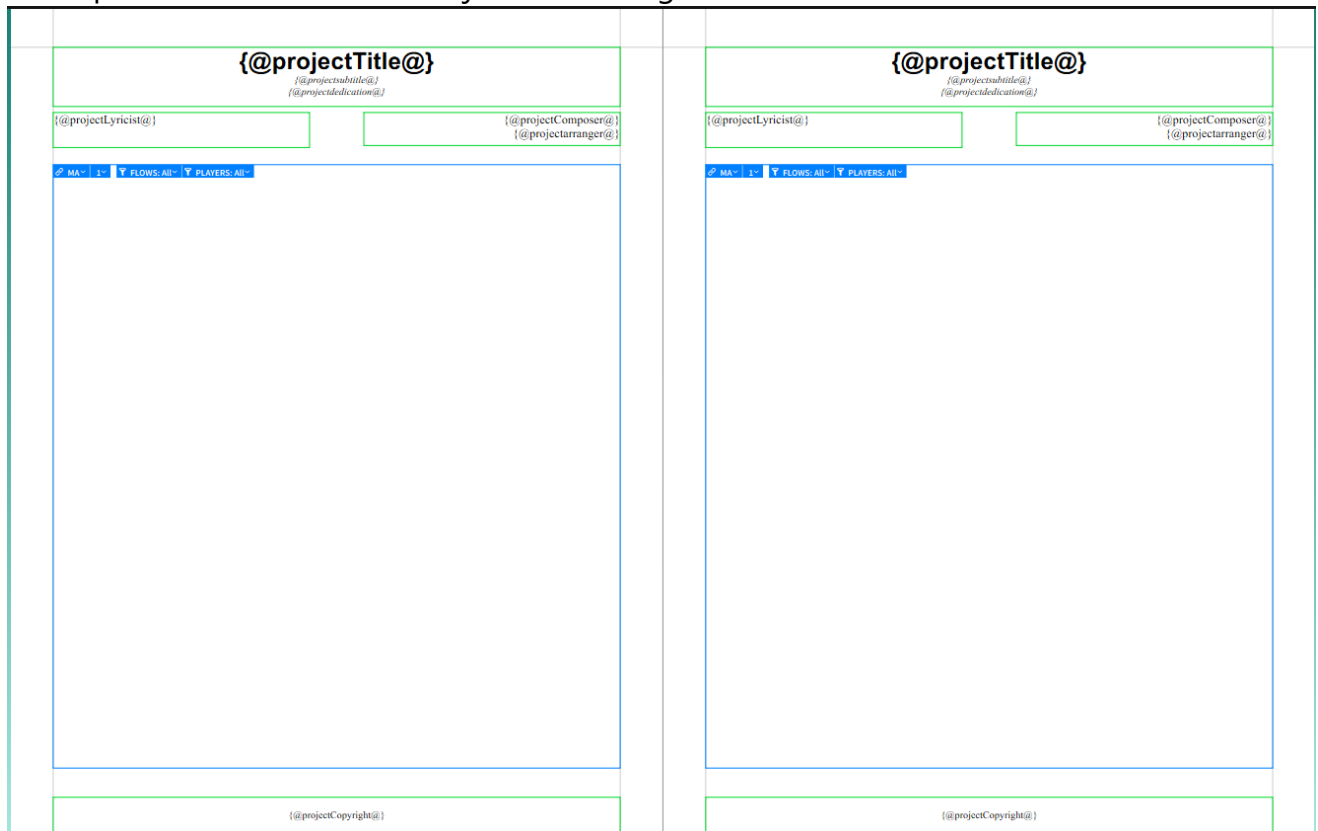 {@projectTitle@}
{@projectsubtitle@}
{@projectdedication@}
{@projectLyricist@}
{@projectComposer@}
{@projectarranger@}
MA 1 FLOWS: All PLAYERS: All
{@projectCopyright@}
{@projectTitle@}
{@projectsubtitle@}
{@projectdedication@}
{@projectLyricist@}
{@projectComposer@}
{@projectarranger@}
MA 1 FLOWS: All PLAYERS: All
{@projectCopyright@}